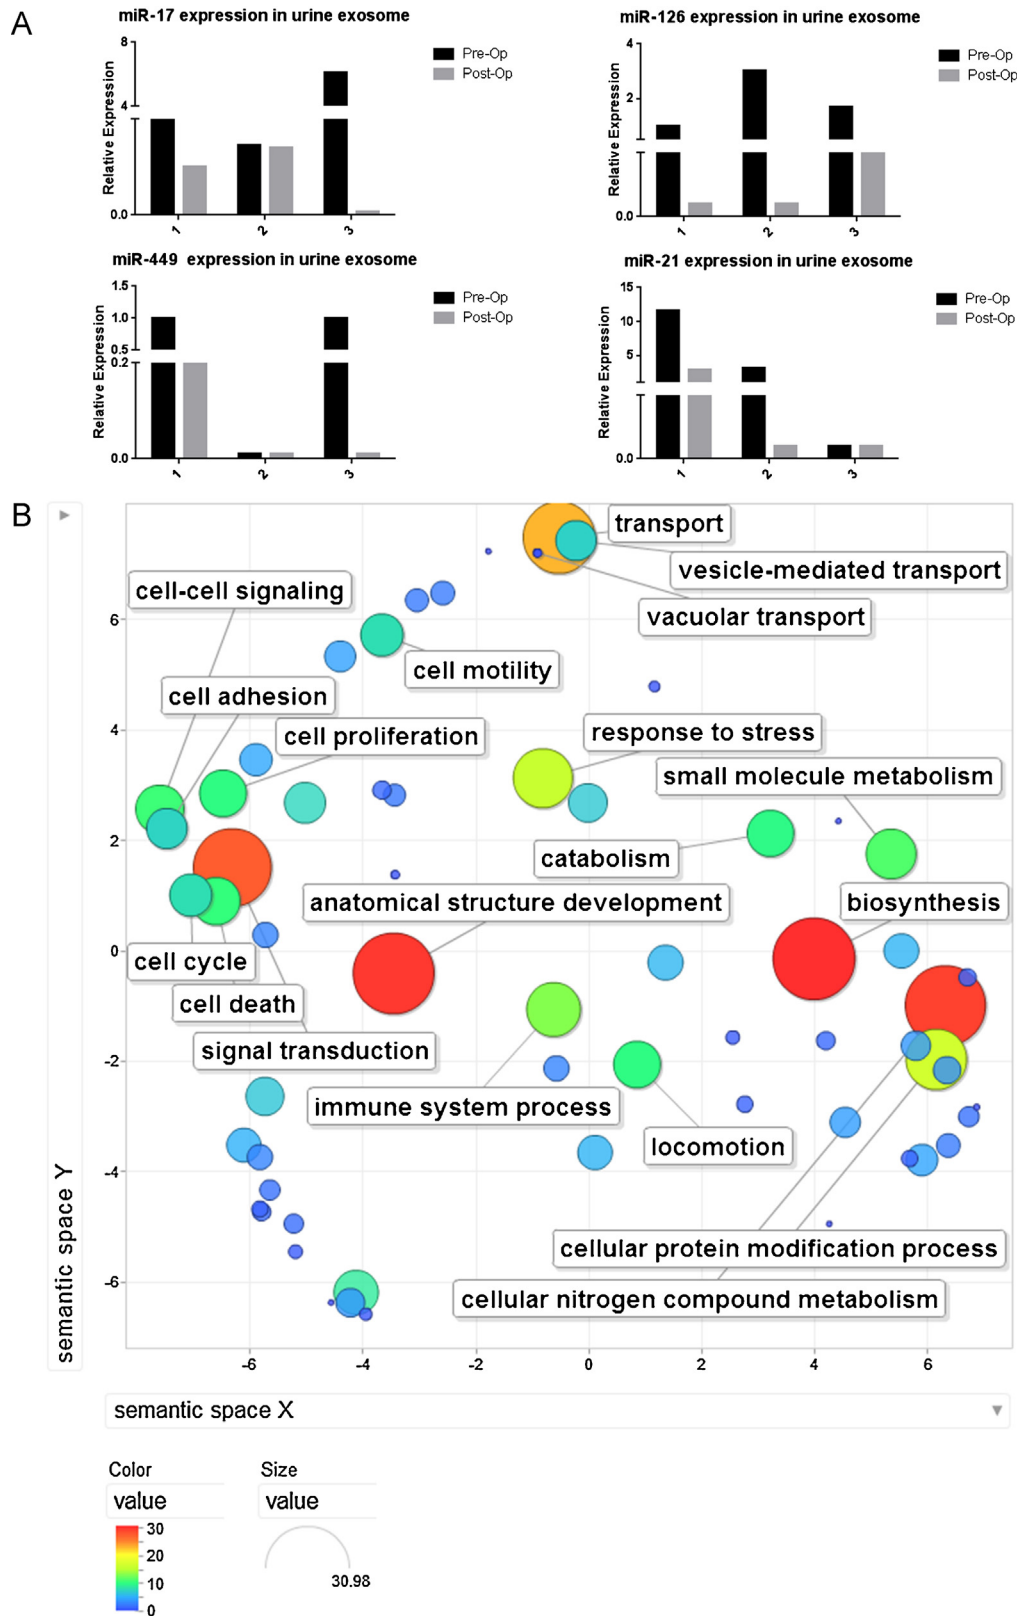 A
miR-17 expression in urine exosome
8
4
0.0
Relative Expression
Pre-Op
Post-Op
1
2
3
miR-126 expression in urine exosome
4
2
0.0
Relative Expression
Pre-Op
Post-Op
1
2
3
miR-449 expression in urine exosome
1.5
1.0
0.5
0.2
0.0
Relative Expression
Pre-Op
Post-Op
1
2
3
miR-21 expression in urine exosome
15
10
5
0.0
Relative Expression
Pre-Op
Post-Op
1
2
3
B
transport
vesicle-mediated transport
cell-cell signaling
vacuolar transport
cell motility
cell adhesion
response to stress
cell proliferation
small molecule metabolism
catabolism
anatomical structure development
biosynthesis
cell cycle
cell death
signal transduction
immune system process
locomotion
cellular protein modification process
cellular nitrogen compound metabolism
6
4
2
0
-2
-4
-6
semantic space Y
-6
-4
-2
0
2
4
6
semantic space X
Color
value
30
20
10
0
Size
value
30.98